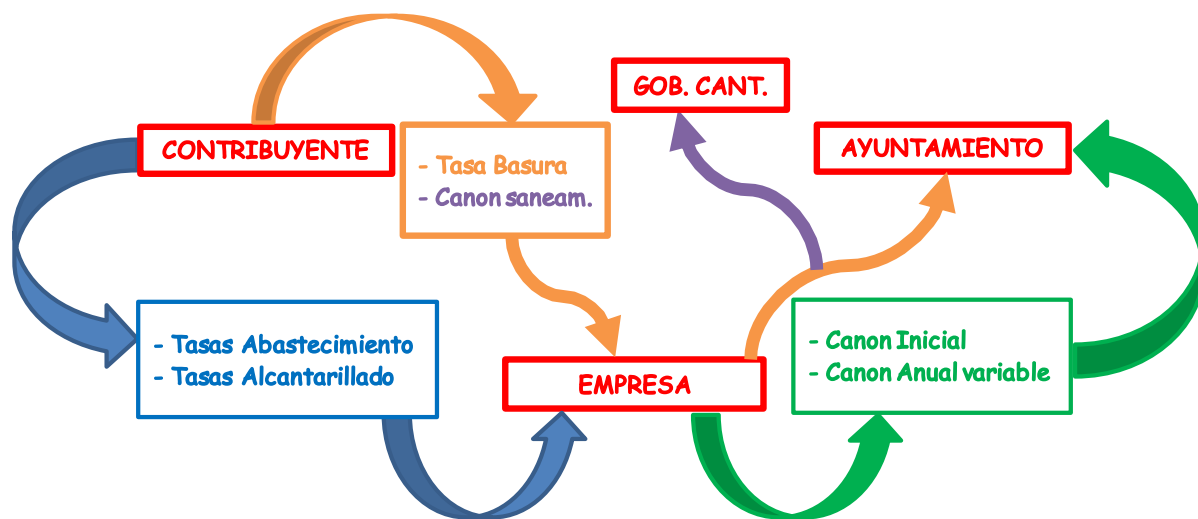 GOB. CANT.
CONTRIBUYENTE
- Tasa Basura
- Canon saneam.
AYUNTAMIENTO
- Tasas Abastecimiento
- Tasas Alcantarillado
EMPRESA
- Canon Inicial
- Canon Anual variable